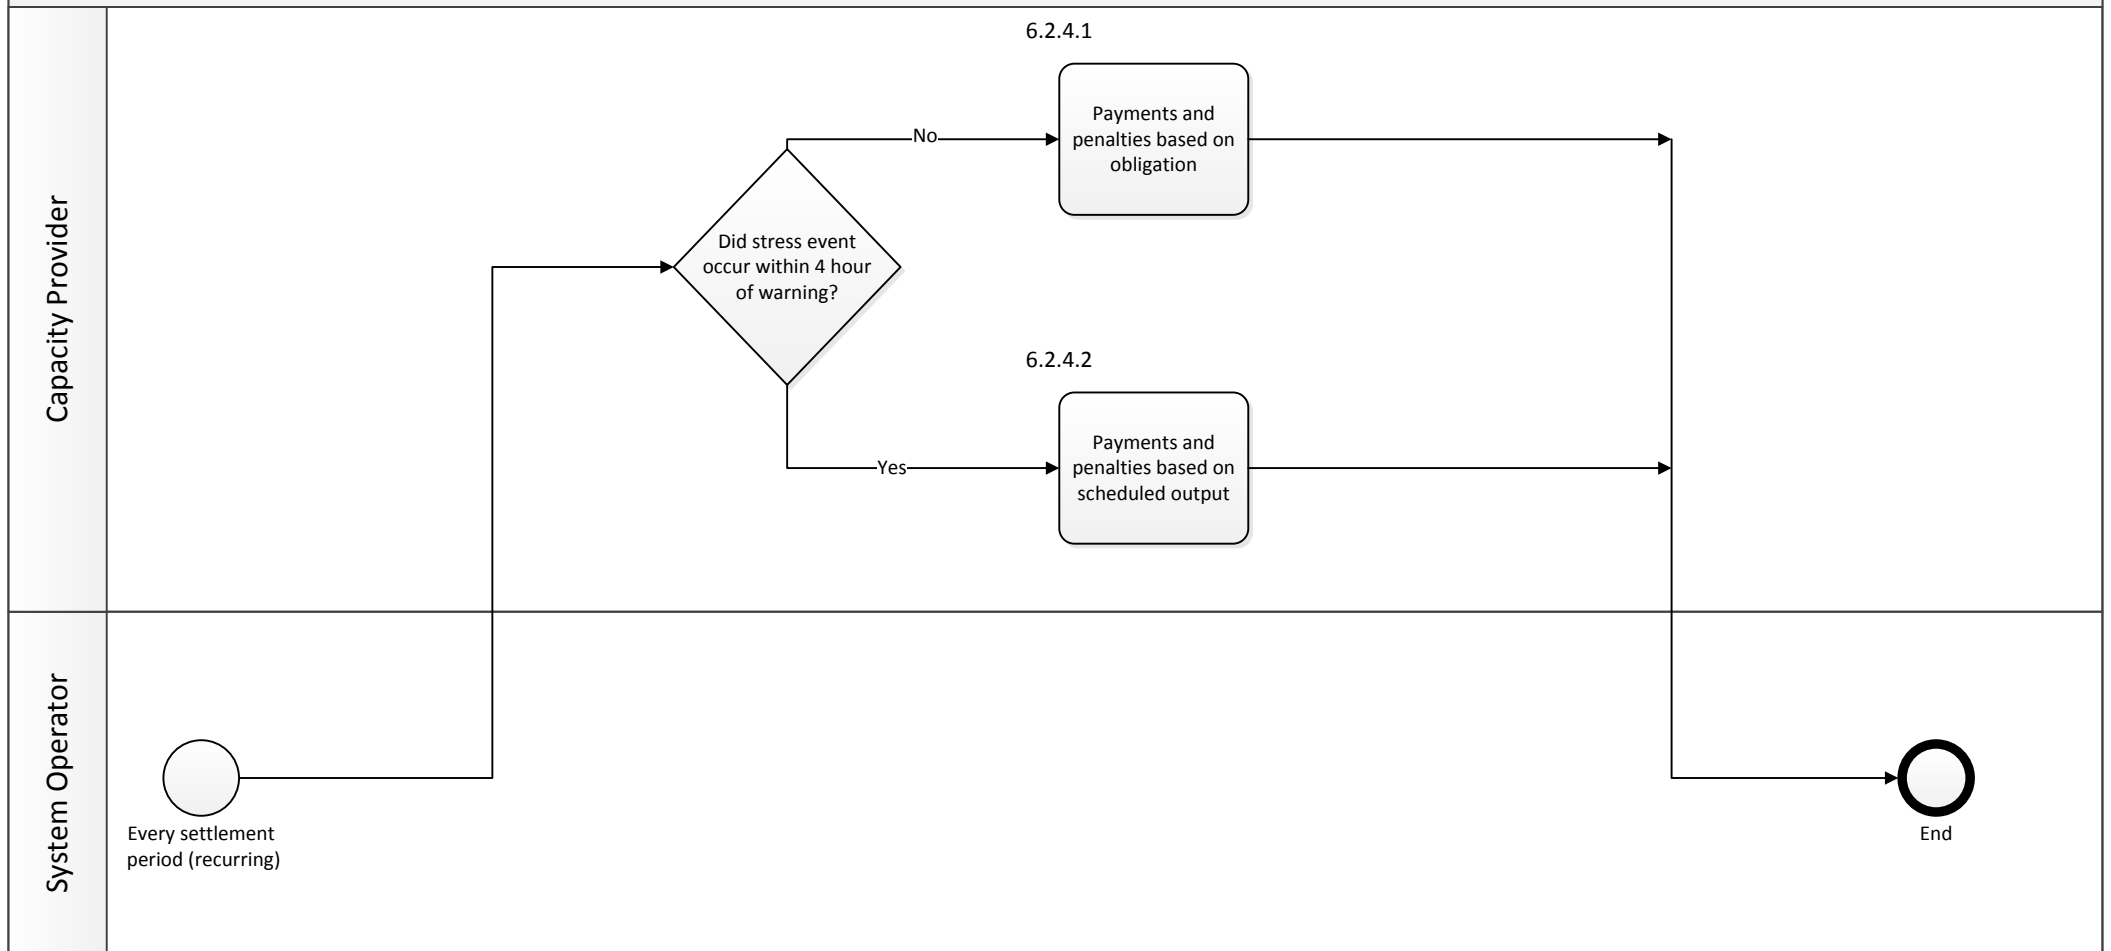 Capacity Provider
6.2.4.1
Payments and
penalties based on
obligation
No
Did stress event
occur within 4 hour
of warning?
6.2.4.2
Payments and
penalties based on
scheduled output
Yes
System Operator
Every settlement
period (recurring)
End